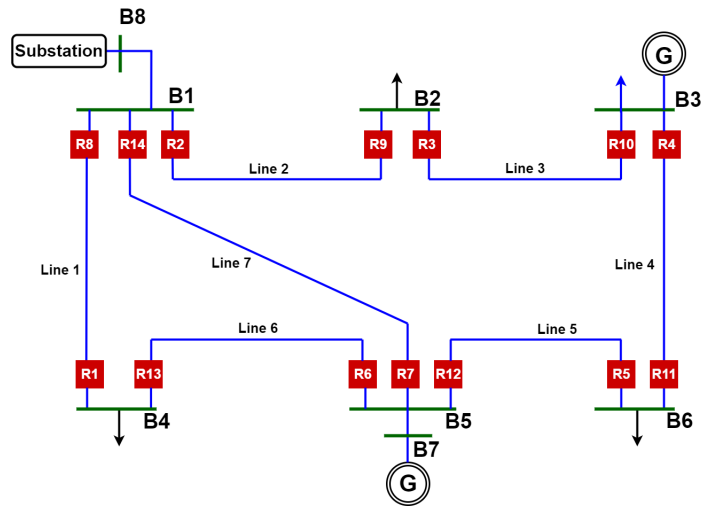 B8
Substation
G
B1
B2
B3
R8
R14
R2
R9
R3
R10
R4
Line 2
Line 3
Line 7
Line 1
Line 4
Line 6
Line 5
R1
R13
R6
R7
R12
R5
R11
B4
B5
B6
B7
G